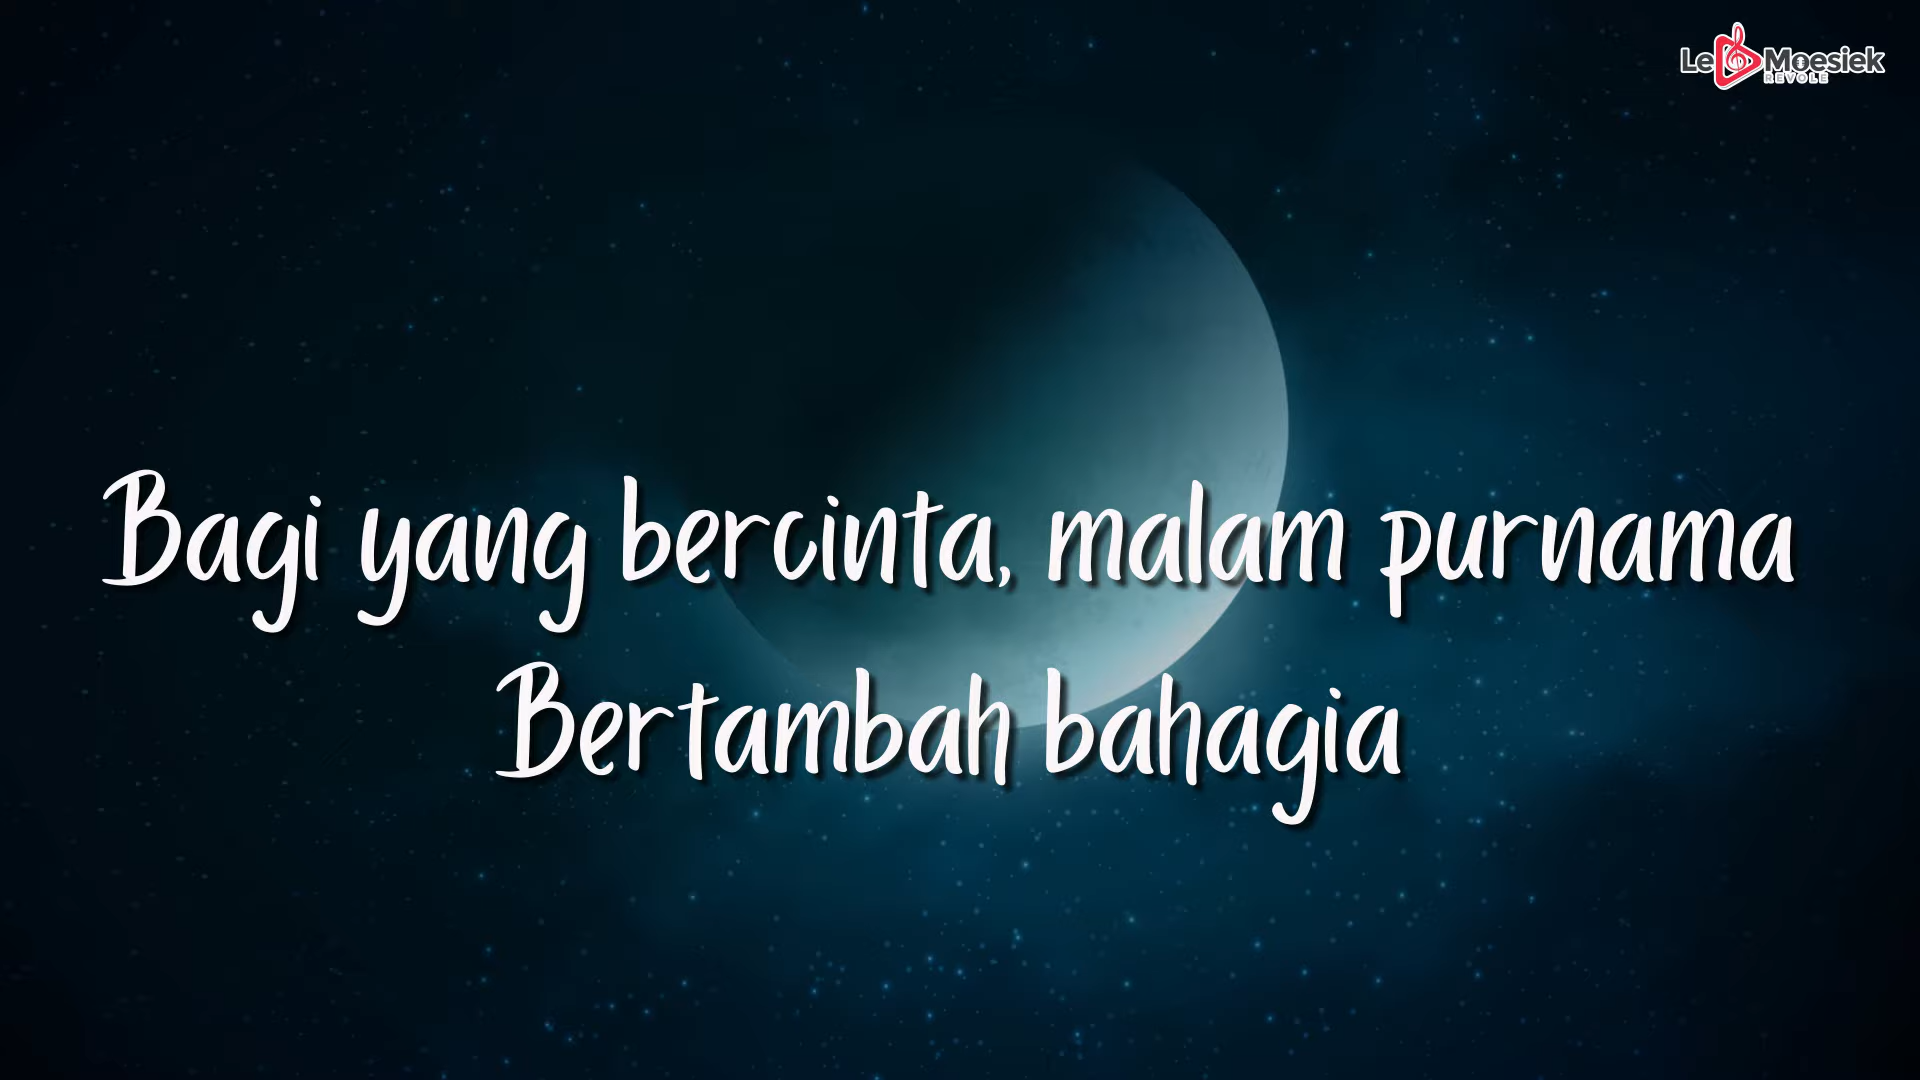 Le Moesiek
REVOLE
Bagi yang bercinta, malam purnama
Bertambah bahagia